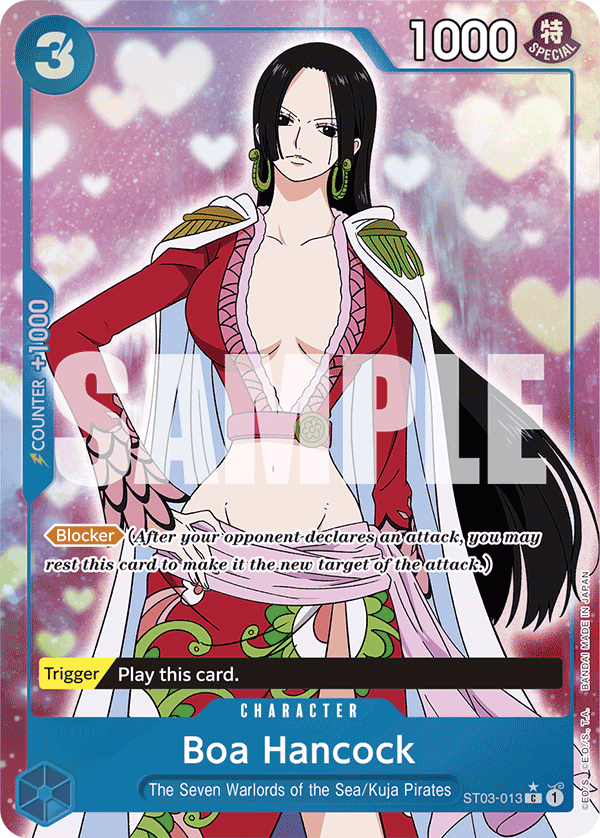 3
1000
特
SPECIAL
COUNTER +1000
SAMPLE
Blocker (After your opponent declares an attack, you may
rest this card to make it the new target of the attack.)
Trigger Play this card.
CHARACTER
Boa Hancock
The Seven Warlords of the Sea/Kuja Pirates
ST03-013 C 1
©E.O./S. ©E.O./S., T.A. BANDAI MADE IN JAPAN